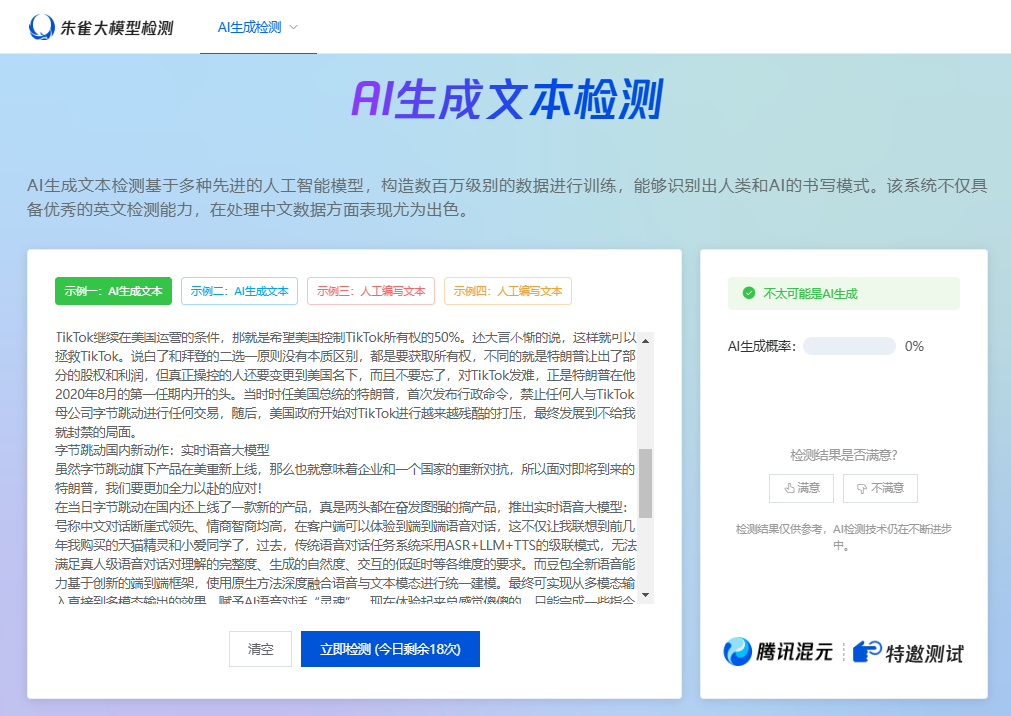 朱雀大模型检测
AI生成检测
AI生成文本检测
AI生成文本检测基于多种先进的人工智能模型，构造数百万级别的数据进行训练，能够识别出人类和AI的书写模式。该系统不仅具
备优秀的英文检测能力，在处理中文数据方面表现尤为出色。
示例一：AI生成文本
示例二：AI生成文本
示例三：人工编写文本
示例四：人工编写文本
TikTok继续在美国运营的条件，那就是希望美国控制TikTok所有权的50%。还大言不惭的说，这样就可以
拯救TikTok。说白了和拜登的二选一原则没有本质区别，都是要获取所有权，不同的就是特朗普让出了部
分的股权和利润，但真正操控的人还要变更到美国名下，而且不要忘了，对TikTok发难，正是特朗普在他
2020年8月的第一任期内开的头。当时时任美国总统的特朗普，首次发布行政命令，禁止任何人与TikTok
母公司字节跳动进行任何交易，随后，美国政府开始对TikTok进行越来越残酷的打压，最终发展到不给我
就封禁的局面。
字节跳动国内新动作：实时语音大模型
虽然字节跳动旗下产品在美重新上线，那么也就意味着企业和一个国家的重新对抗，所以面对即将到来的
特朗普，我们要更加全力以赴的应对！
在当日字节跳动在国内还上线了一款新的产品，真是两头都在奋发图强的搞产品，推出实时语音大模型：
号称中文对话断崖式领先、情商智商均高，在客户端可以体验到端到端语音对话，这不仅让我联想到前几
年我购买的天猫精灵和小爱同学了，过去，传统语音对话任务系统采用ASR+LLM+TTS的级联模式，无法
满足真人级语音对话对理解的完整度、生成的自然度、交互的低延时等各维度的要求。而豆包全新语音能
力基于创新的端到端框架，使用原生方法深度融合语音与文本模态进行统一建模。最终可实现从多模态输
入直接到多模态输出的效果，赋予AI语音对话“灵魂”。现在体验起来总感觉傻傻的，只能完成一些指令
清空
立即检测 (今日剩余18次)
不太可能是AI生成
AI生成概率：
0%
检测结果是否满意?
满意
不满意
检测结果仅供参考，AI检测技术仍在不断进步
中。
腾讯混元
特邀测试